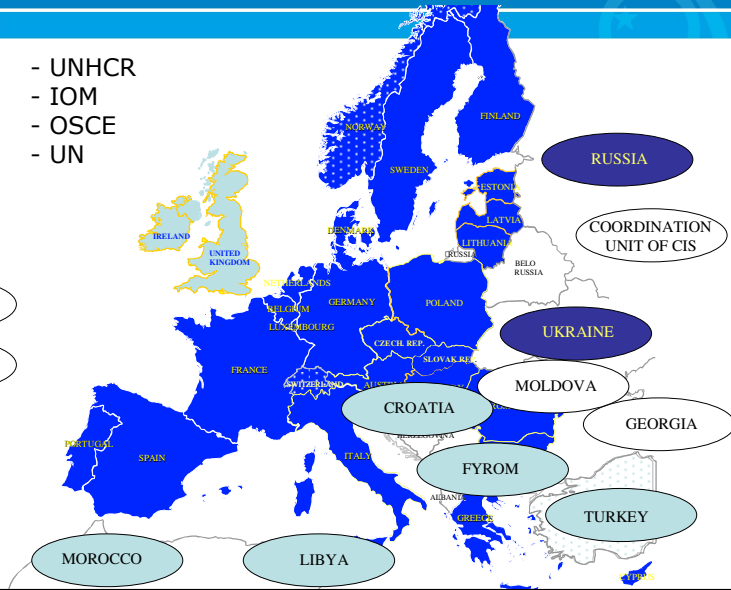 - UNHCR
- IOM
- OSCE
- UN
FINLAND
NORWAY
SWEDEN
RUSSIA
ESTONIA
LATVIA
COORDINATION
UNIT OF CIS
IRELAND
DENMARK
LITHUANIA
UNITED
KINGDOM
RUSSIA
BELO
RUSSIA
NETHERLANDS
GERMANY
POLAND
BELGIUM
LUXEMBOURG
UKRAINE
CZECH. REP.
SLOVAK REP.
FRANCE
SWITZERLAND
MOLDOVA
CROATIA
GEORGIA
PORTUGAL
SPAIN
ITALY
FYROM
ALBANIA
GREECE
TURKEY
MOROCCO
LIBYA
CYPRUS